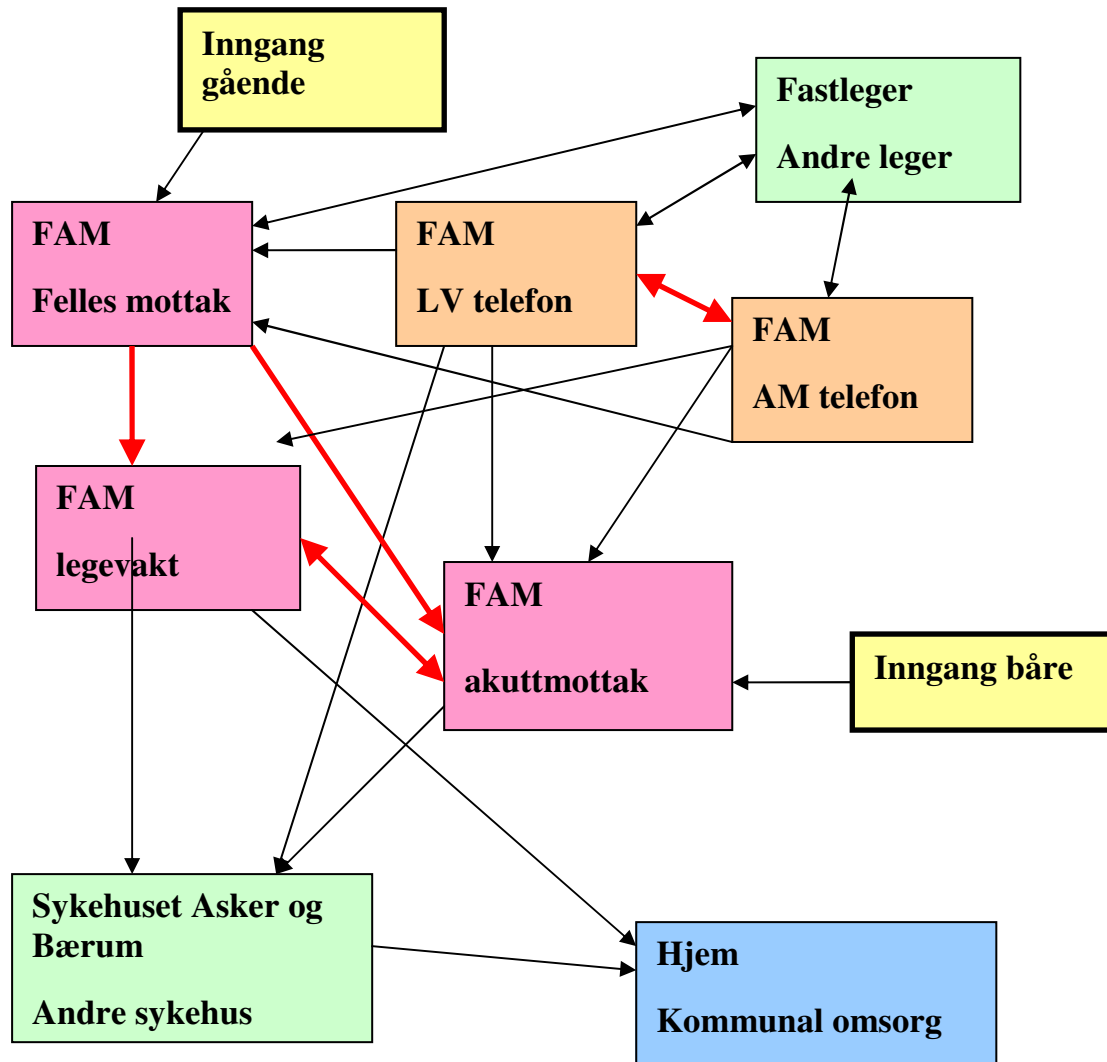 Inngang
gående
Fastleger
Andre leger
FAM
Felles mottak
FAM
LV telefon
FAM
AM telefon
FAM
legevakt
FAM
akuttmottak
Inngang båre
Sykehuset Asker og
Bærum
Andre sykehus
Hjem
Kommunal omsorg